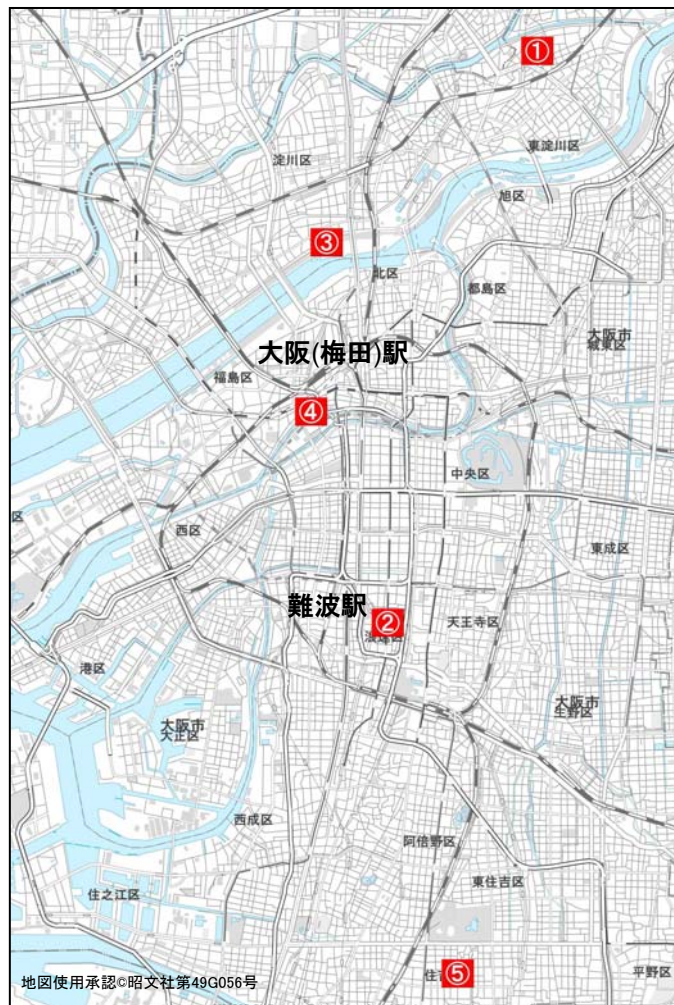 ①
東淀川区
淀川区
旭区
③
北区
都島区
大阪市
城東区
大阪(梅田)駅
福島区
④
中央区
区
西区
東成区
難波駅
②
天王寺区
港区
大阪市
生野区
大阪市
大正区
西成区
阿倍野区
東住吉区
住之江区
⑤
平野区
地図使用承認©昭文社第49G056号